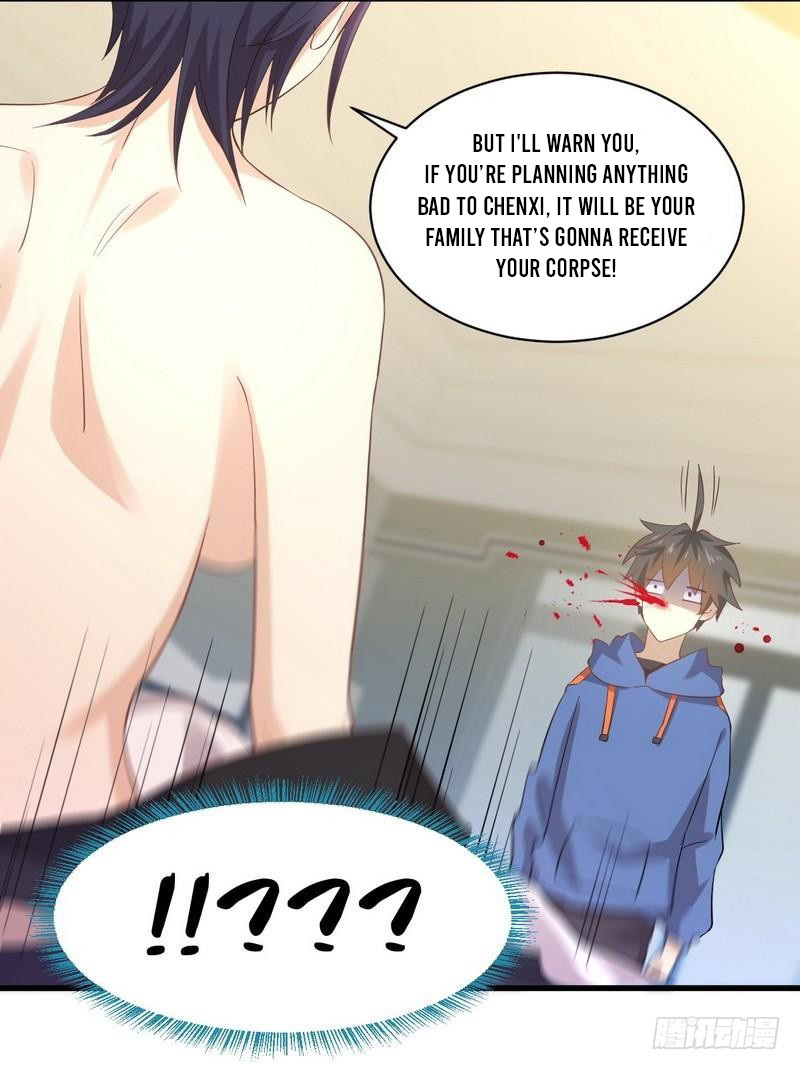 BUT I'LL WARN YOU,
IF YOU’RE PLANNING ANYTHING
BAD TO CHENXI, IT WILL BE YOUR
FAMILY THAT’S GONNA RECEIVE
YOUR CORPSE!
!!???
腾讯动漫